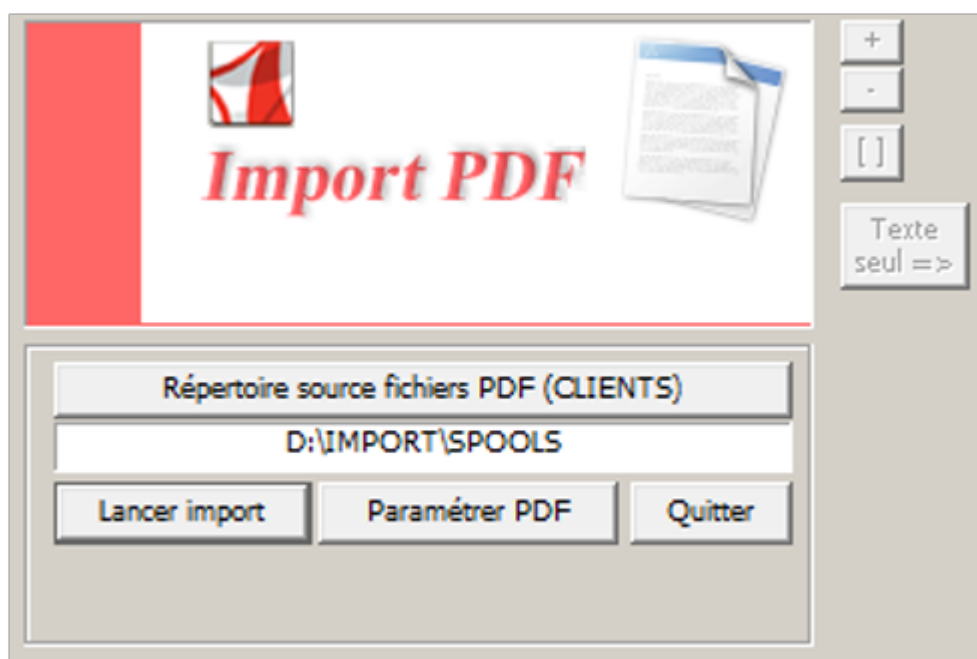 Import PDF
+
-
[ ]
Texte
seul =>
Répertoire source fichiers PDF (CLIENTS)
D:\IMPORT\SPOOLS
Lancer import
Paramétrer PDF
Quitter